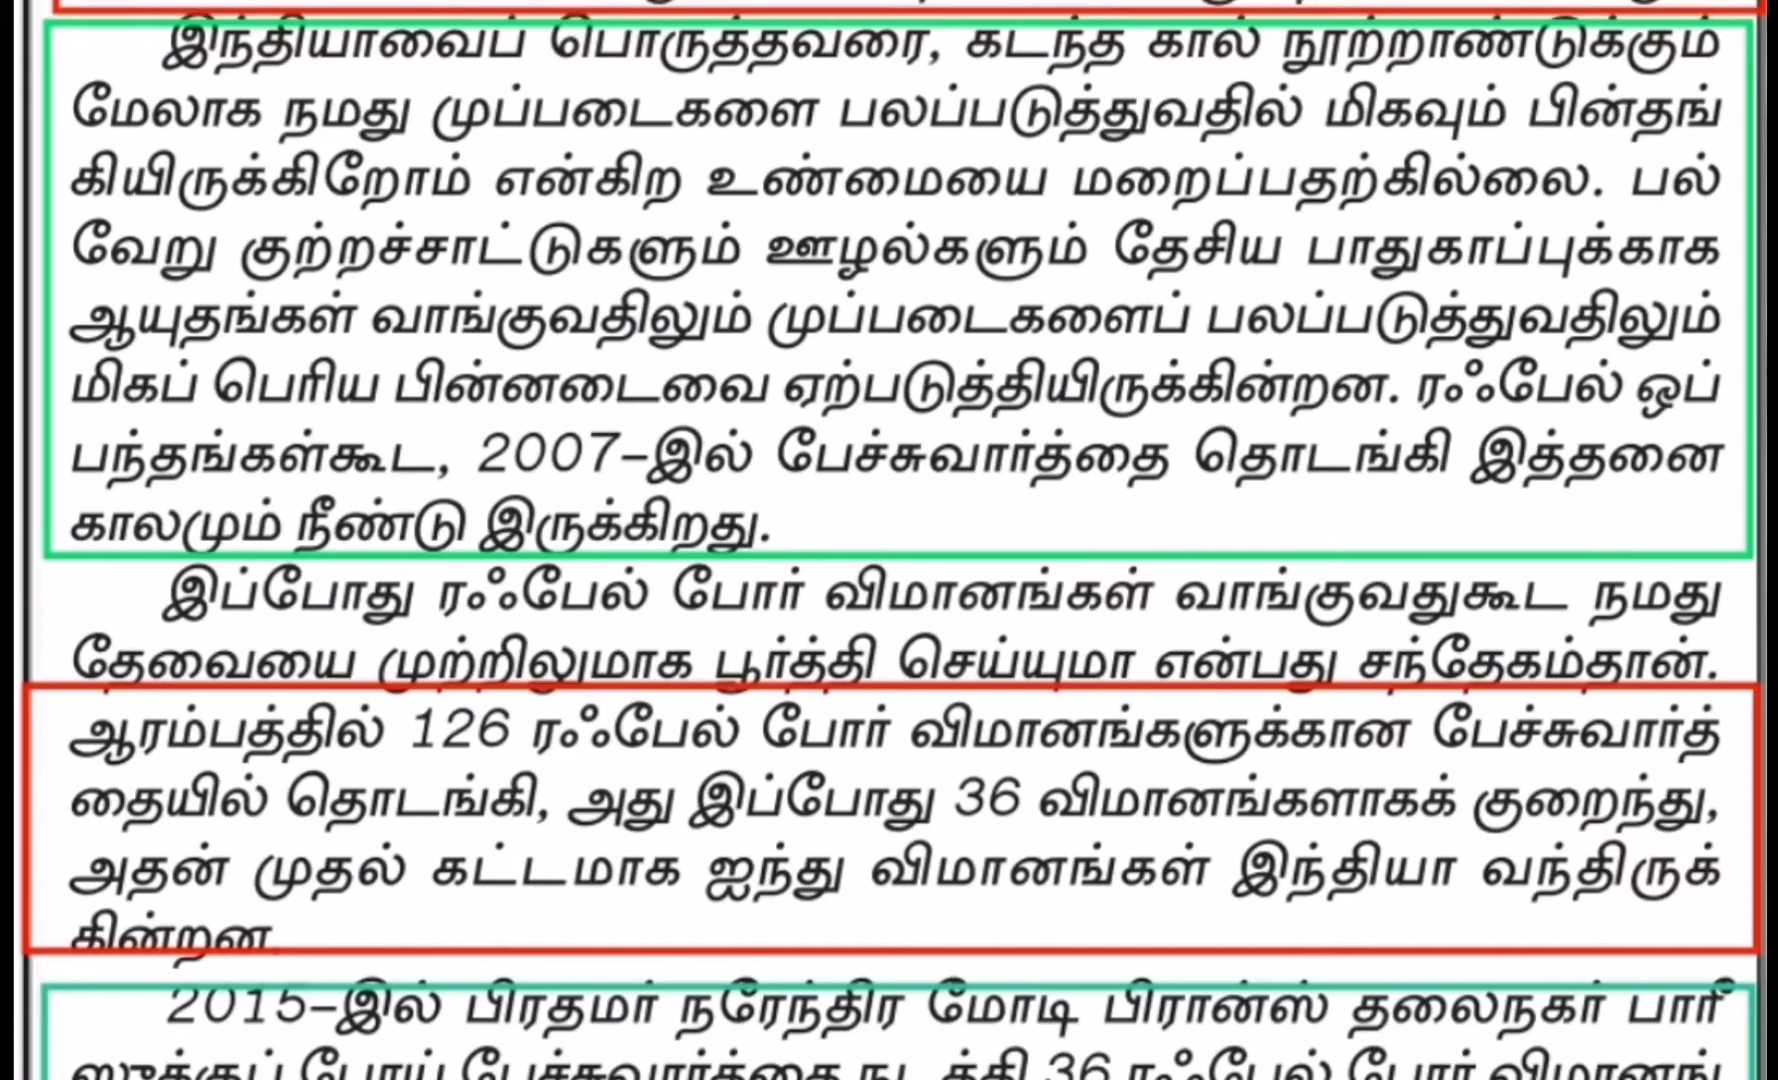 இந்தியாவைப் பொருத்தவரை, கடந்த கால் நூற்றாண்டுக்கும்
மேலாக நமது முப்படைகளை பலப்படுத்துவதில் மிகவும் பின்தங்
கியிருக்கிறோம் என்கிற உண்மையை மறைப்பதற்கில்லை. பல்
வேறு குற்றச்சாட்டுகளும் ஊழல்களும் தேசிய பாதுகாப்புக்காக
ஆயுதங்கள் வாங்குவதிலும் முப்படைகளைப் பலப்படுத்துவதிலும்
மிகப் பெரிய பின்னடைவை ஏற்படுத்தியிருக்கின்றன. ரஃபேல் ஒப்
பந்தங்கள்கூட, 2007-இல் பேச்சுவார்த்தை தொடங்கி இத்தனை
காலமும் நீண்டு இருக்கிறது.
இப்போது ரஃபேல் போர் விமானங்கள் வாங்குவதுகூட நமது
தேவையை முற்றிலுமாக பூர்த்தி செய்யுமா என்பது சந்தேகம்தான்.
ஆரம்பத்தில் 126 ரஃபேல் போர் விமானங்களுக்கான பேச்சுவார்த்
தையில் தொடங்கி, அது இப்போது 36 விமானங்களாகக் குறைந்து,
அதன் முதல் கட்டமாக ஐந்து விமானங்கள் இந்தியா வந்திருக்
கின்றன.
2015-இல் பிரதமர் நரேந்திர மோடி பிரான்ஸ் தலைநகர் பாரீ
ஸுக்குப் போய் பேச்சுவார்த்தை நடத்தி 36 ரஃபேல் போர் விமானங்